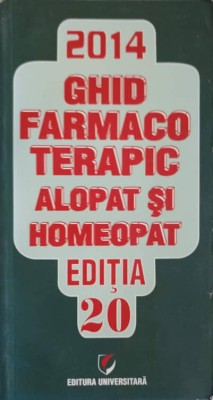 2014
GHID
FARMACO
TERAPIC
ALOPAT ŞI
HOMEOPAT
EDIŢIA
20
EDITURA UNIVERSITARĂ